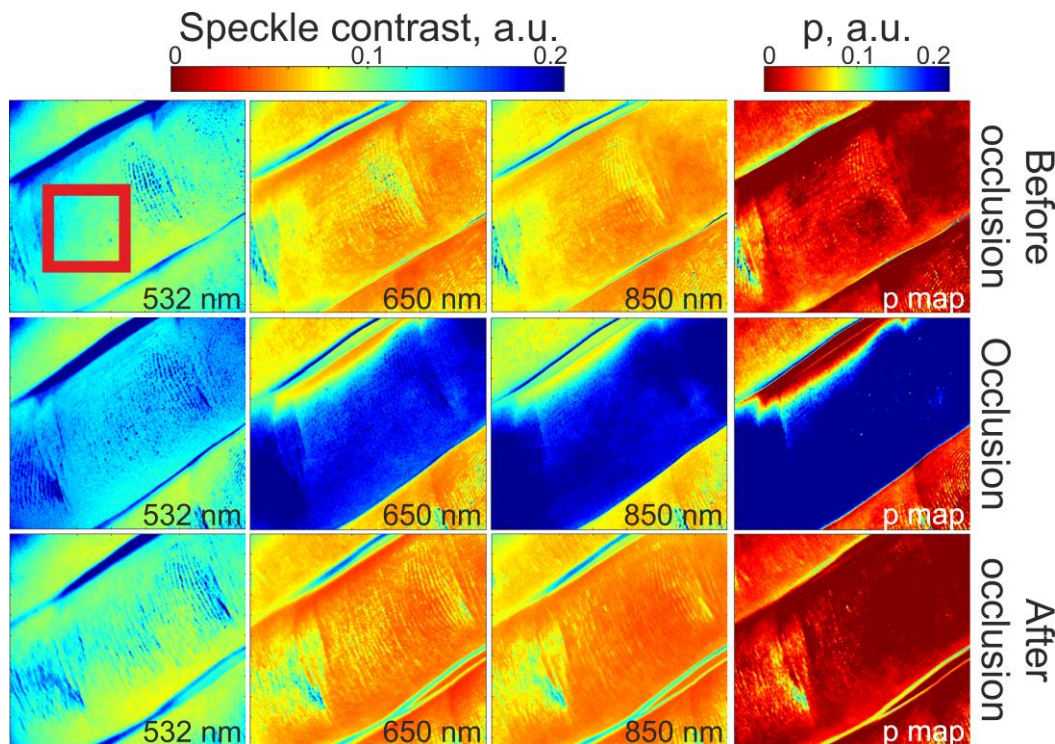 Speckle contrast, a.u.
p, a.u.
0 0.1 0.2
0 0.1 0.2
532 nm
650 nm
850 nm
p map
Before
occlusion
532 nm
650 nm
850 nm
p map
Occlusion
532 nm
650 nm
850 nm
p map
After
occlusion